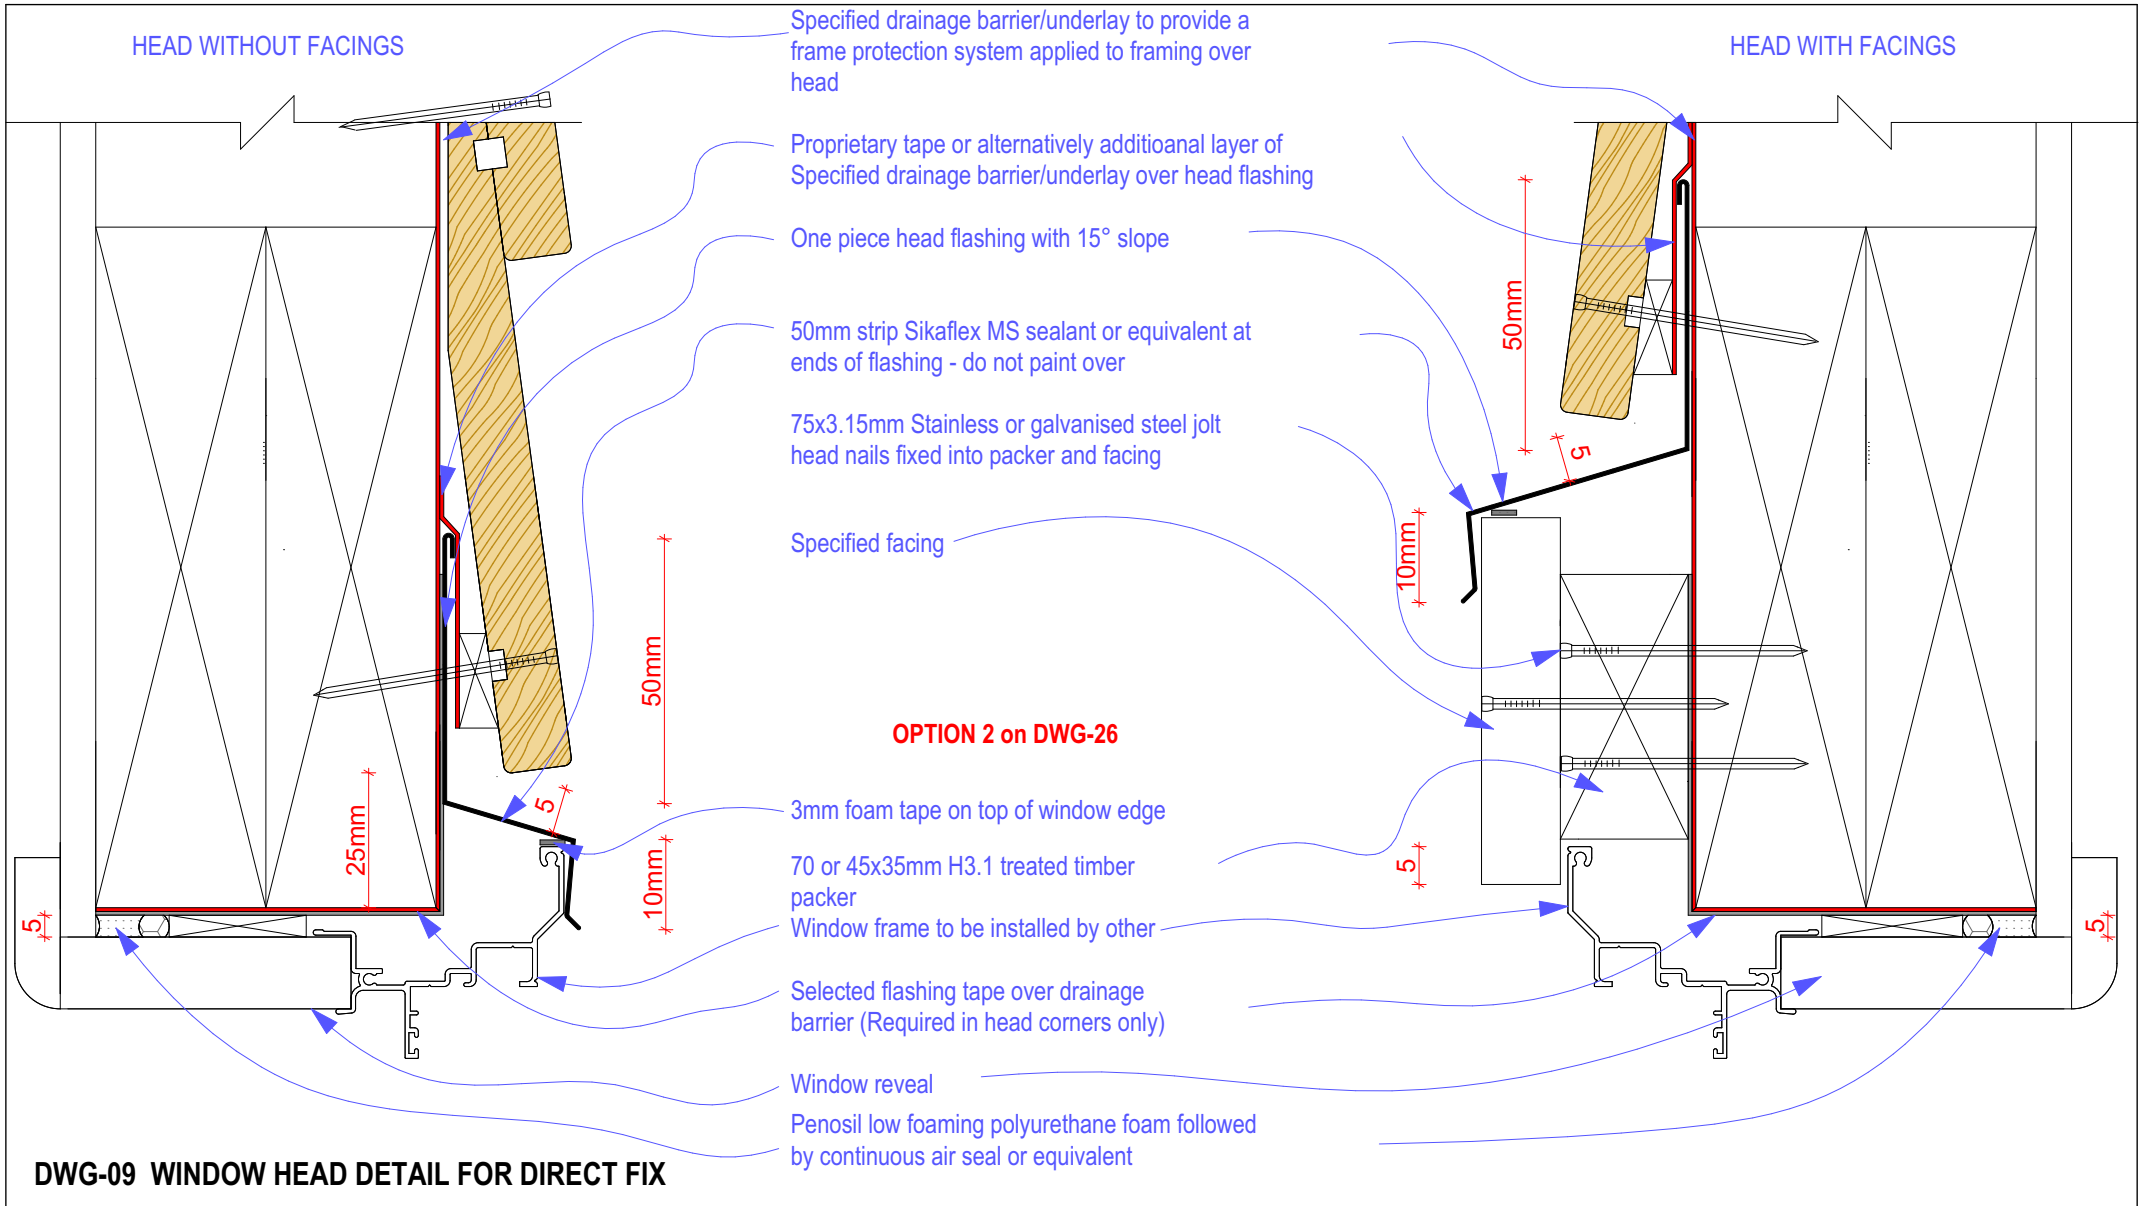 HEAD WITHOUT FACINGS
Specified drainage barrier/underlay to provide a
frame protection system applied to framing over
head
HEAD WITH FACINGS
Proprietary tape or alternatively additioanal layer of
Specified drainage barrier/underlay over head flashing
One piece head flashing with 15° slope
50mm strip Sikaflex MS sealant or equivalent at
ends of flashing - do not paint over
75x3.15mm Stainless or galvanised steel jolt
head nails fixed into packer and facing
Specified facing
OPTION 2 on DWG-26
3mm foam tape on top of window edge
70 or 45x35mm H3.1 treated timber
packer
Window frame to be installed by other
Selected flashing tape over drainage
barrier (Required in head corners only)
Window reveal
Penosil low foaming polyurethane foam followed
by continuous air seal or equivalent
50mm
5
25mm
10mm
5
50mm
5
10mm
5
5
DWG-09 WINDOW HEAD DETAIL FOR DIRECT FIX